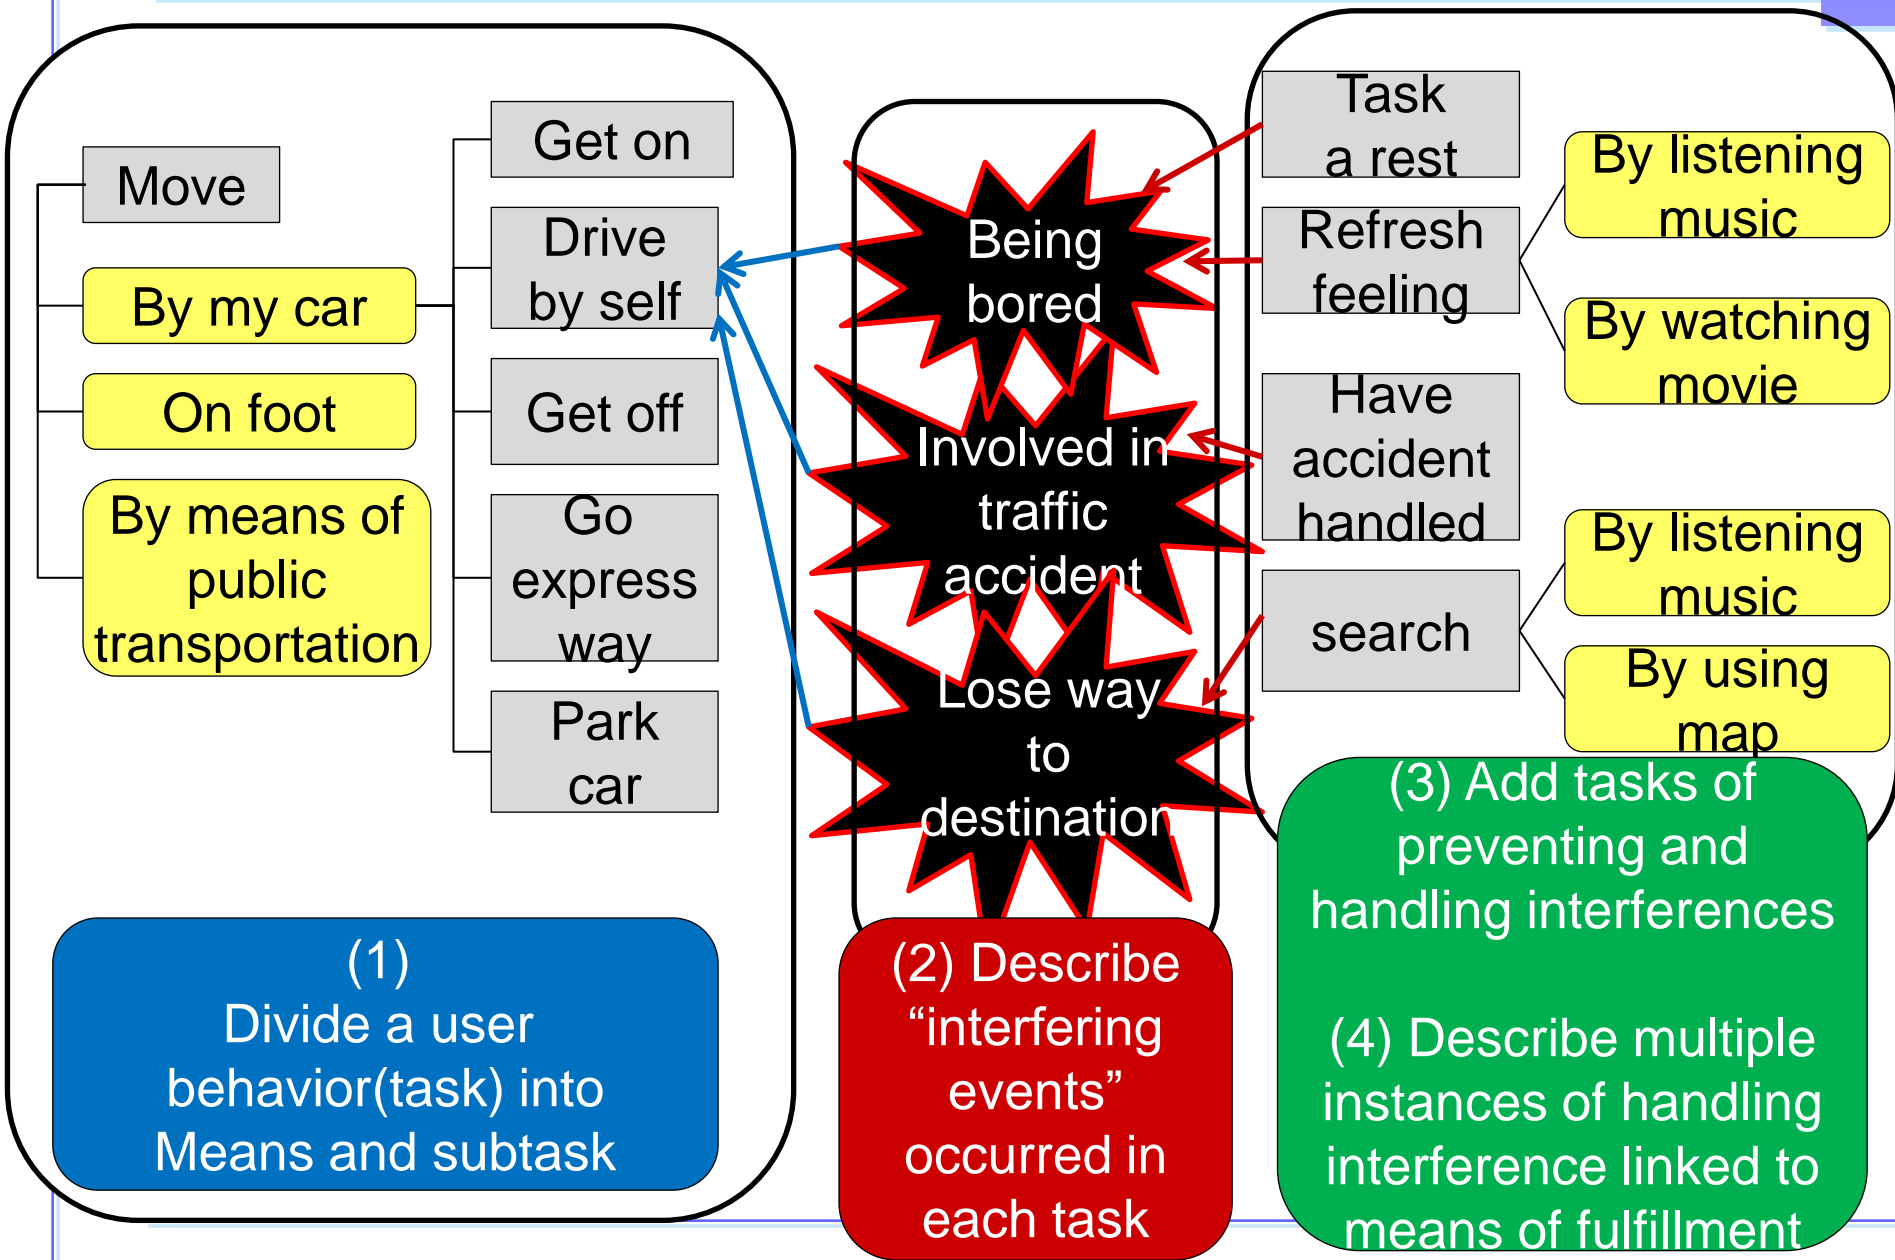 Move
By my car
On foot
By means of
public
transportation
Get on
Drive
by self
Get off
Go
express
way
Park
car
(1)
Divide a user
behavior(task) into
Means and subtask
Being
bored
Involved in
traffic
accident
Lose way
to
destination
(2) Describe
“interfering
events”
occurred in
each task
Task
a rest
Refresh
feeling
Have
accident
handled
search
By listening
music
By watching
movie
By listening
music
By using
map
(3) Add tasks of
preventing and
handling interferences
(4) Describe multiple
instances of handling
interference linked to
means of fulfillment